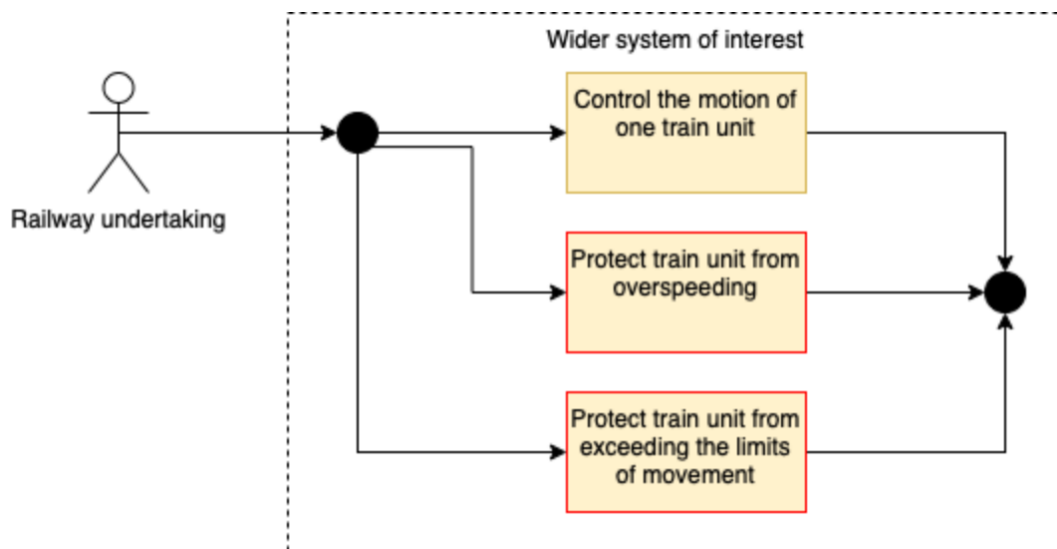 Wider system of interest
Railway undertaking
Control the motion of
one train unit
Protect train unit from
overspeeding
Protect train unit from
exceeding the limits
of movement